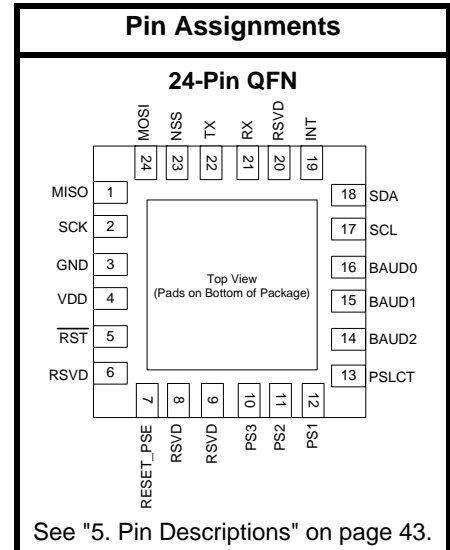 Pin Assignments
24-Pin QFN
MOSI NSS TX RX RSVD INT
24 23 22 21 20 19
MISO 1
SCK 2
GND 3
VDD 4
RST 5
RSVD 6
18 SDA
17 SCL
16 BAUD0
15 BAUD1
14 BAUD2
13 PSLCT
Top View
(Pads on Bottom of Package)
7 8 9 10 11 12
RESET_PSE RSVD RSVD PS3 PS2 PS1
See "5. Pin Descriptions" on page 43.